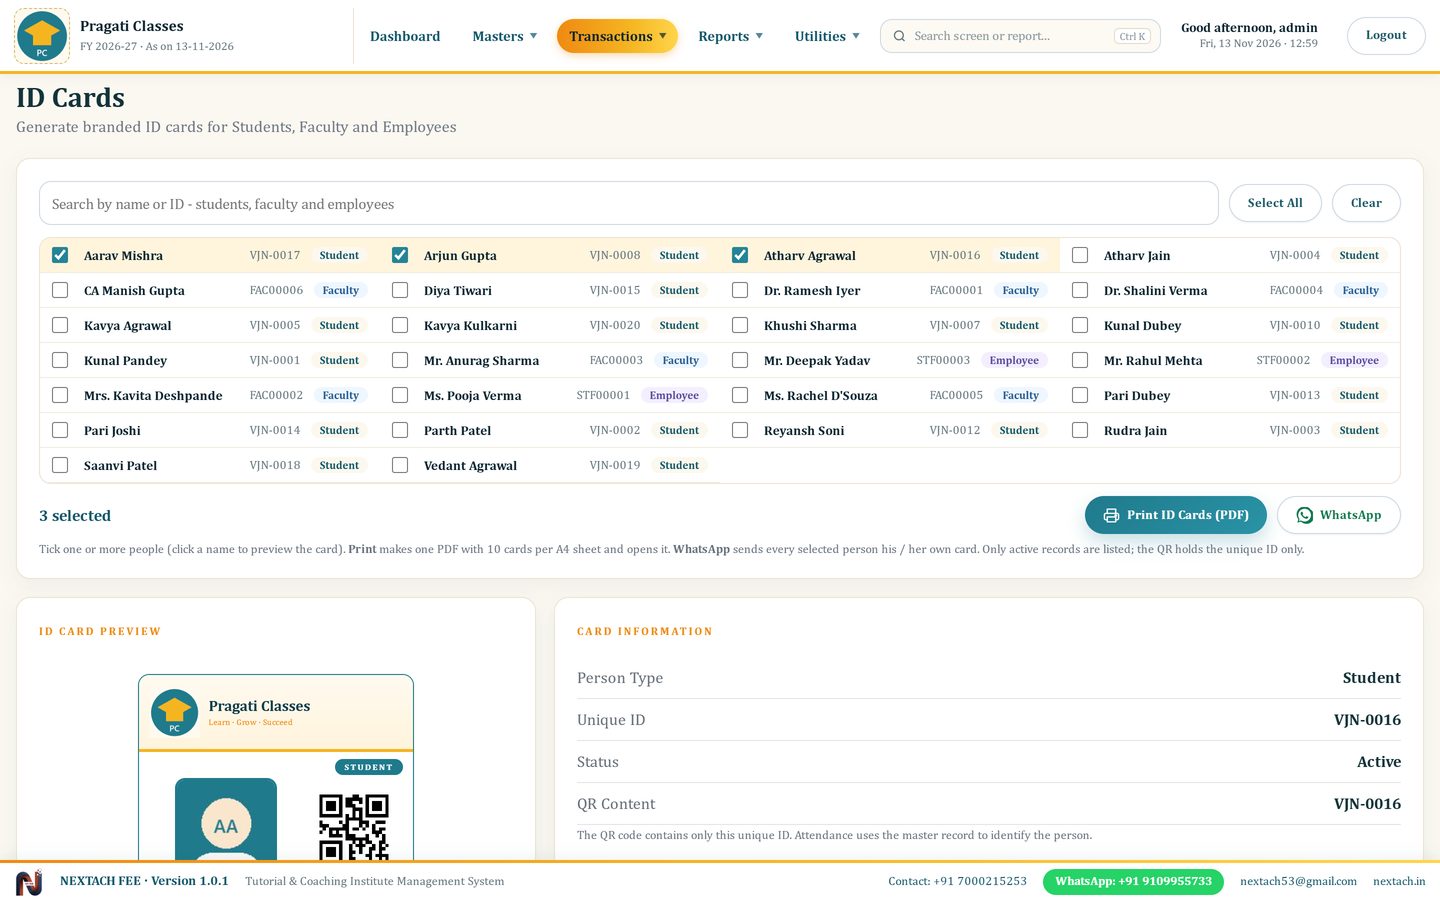 PC
Pragati Classes
FY 2026-27 · As on 13-11-2026
Dashboard
Masters
Transactions
Reports
Utilities
Search screen or report...
Ctrl K
Good afternoon, admin
Fri, 13 Nov 2026 · 12:59
Logout
ID Cards
Generate branded ID cards for Students, Faculty and Employees
Search by name or ID - students, faculty and employees
Select All
Clear
Aarav Mishra VJN-0017 Student
Arjun Gupta VJN-0008 Student
Atharv Agrawal VJN-0016 Student
Atharv Jain VJN-0004 Student
CA Manish Gupta FAC00006 Faculty
Diya Tiwari VJN-0015 Student
Dr. Ramesh Iyer FAC00001 Faculty
Dr. Shalini Verma FAC00004 Faculty
Kavya Agrawal VJN-0005 Student
Kavya Kulkarni VJN-0020 Student
Khushi Sharma VJN-0007 Student
Kunal Dubey VJN-0010 Student
Kunal Pandey VJN-0001 Student
Mr. Anurag Sharma FAC00003 Faculty
Mr. Deepak Yadav STF00003 Employee
Mr. Rahul Mehta STF00002 Employee
Mrs. Kavita Deshpande FAC00002 Faculty
Ms. Pooja Verma STF00001 Employee
Ms. Rachel D'Souza FAC00005 Faculty
Pari Dubey VJN-0013 Student
Pari Joshi VJN-0014 Student
Parth Patel VJN-0002 Student
Reyansh Soni VJN-0012 Student
Rudra Jain VJN-0003 Student
Saanvi Patel VJN-0018 Student
Vedant Agrawal VJN-0019 Student
3 selected
Print ID Cards (PDF)
WhatsApp
Tick one or more people (click a name to preview the card). Print makes one PDF with 10 cards per A4 sheet and opens it. WhatsApp sends every selected person his / her own card. Only active records are listed; the QR holds the unique ID only.
ID CARD PREVIEW
PC
Pragati Classes
Learn · Grow · Succeed
STUDENT
AA
CARD INFORMATION
Person Type Student
Unique ID VJN-0016
Status Active
QR Content VJN-0016
The QR code contains only this unique ID. Attendance uses the master record to identify the person.
N
NEXTACH FEE · Version 1.0.1
Tutorial & Coaching Institute Management System
Contact: +91 7000215253
WhatsApp: +91 9109955733
nextach53@gmail.com
nextach.in